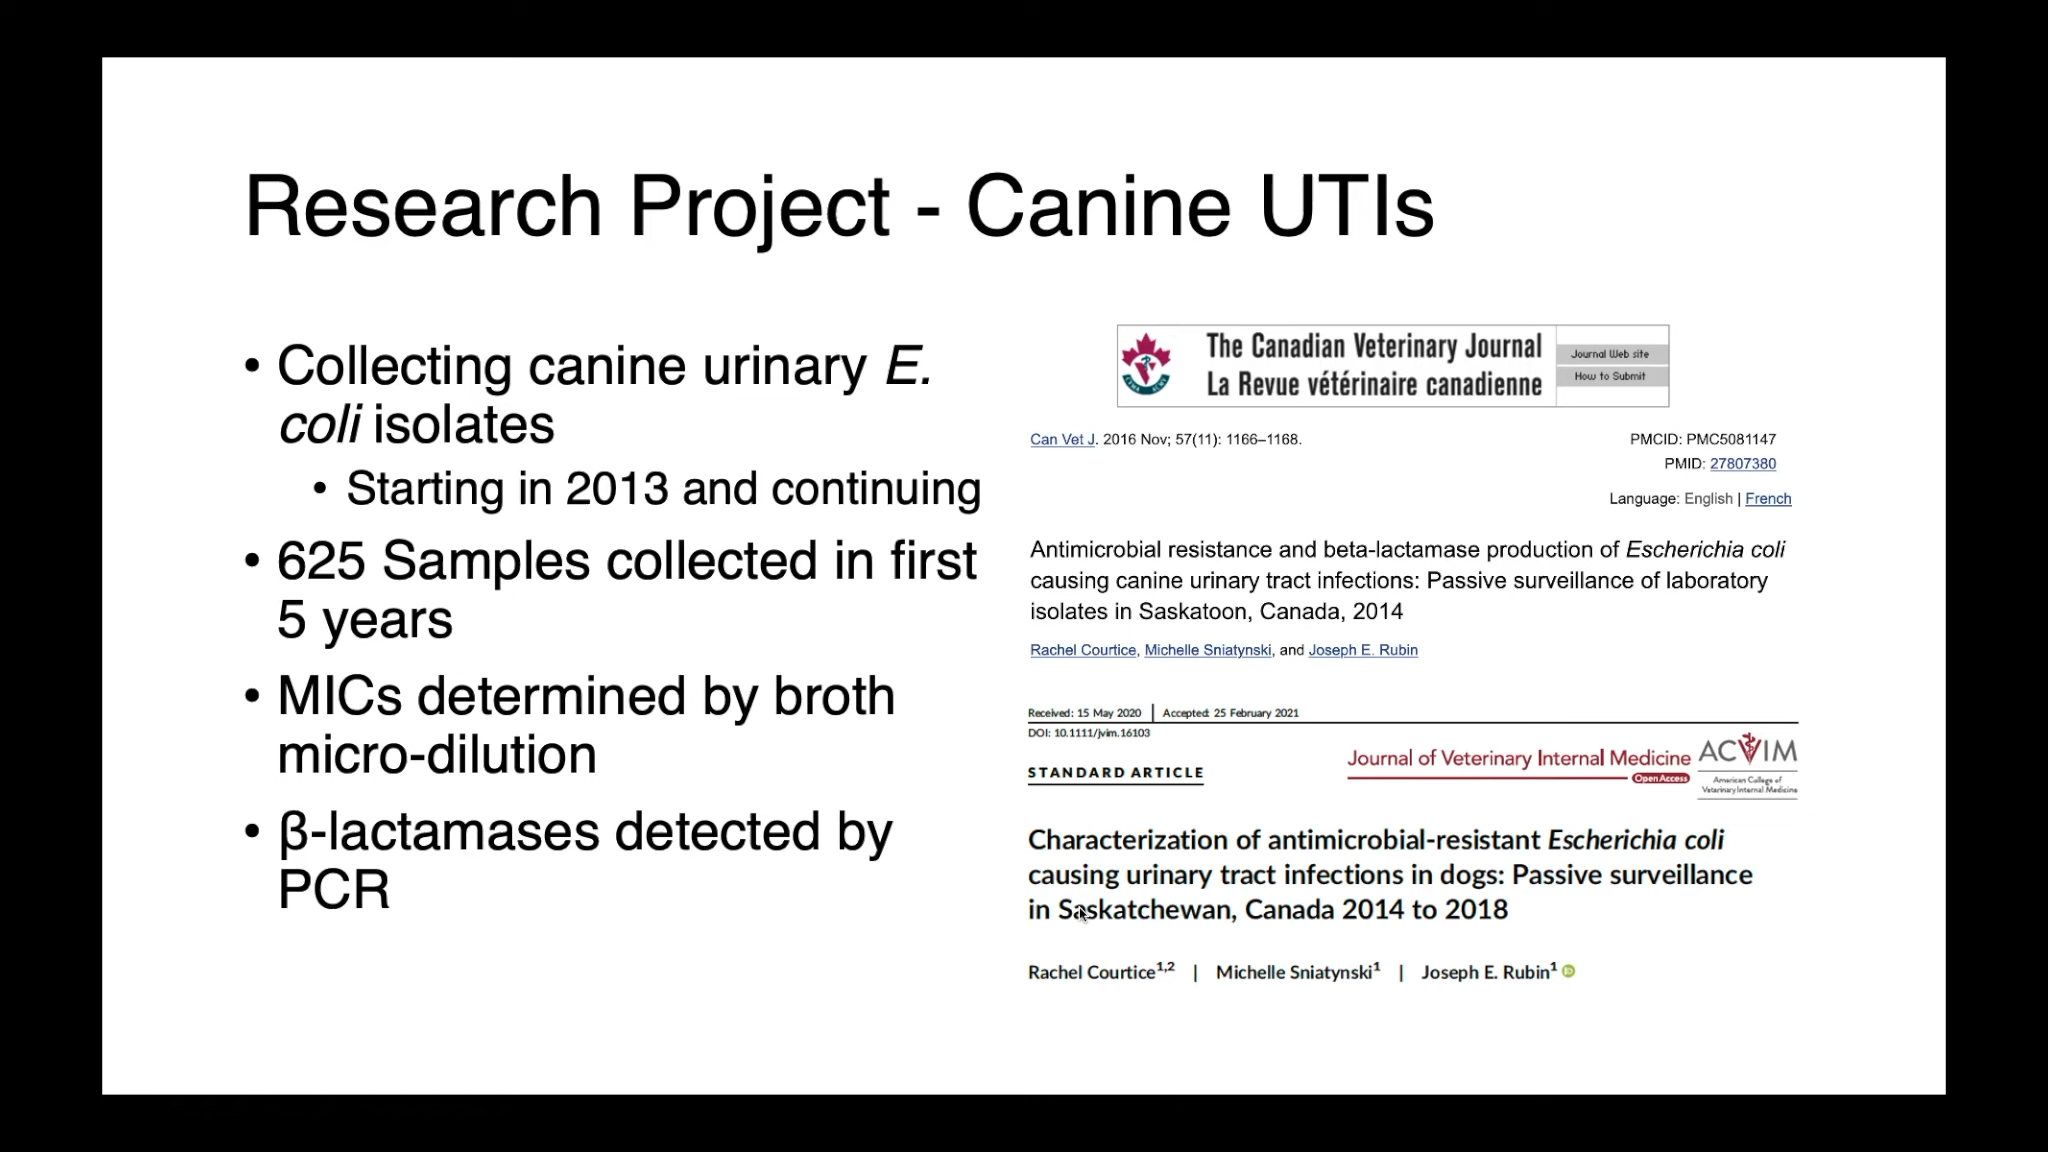 Research Project - Canine UTIs
• Collecting canine urinary E.
coli isolates
• Starting in 2013 and continuing
• 625 Samples collected in first
5 years
• MICs determined by broth
micro-dilution
• β-lactamases detected by
PCR
The Canadian Veterinary Journal
La Revue vétérinaire canadienne
Journal Web site
How to Submit
Can Vet J. 2016 Nov; 57(11): 1166–1168.
PMCID: PMC5081147
PMID: 27807380
Language: English | French
Antimicrobial resistance and beta-lactamase production of Escherichia coli
causing canine urinary tract infections: Passive surveillance of laboratory
isolates in Saskatoon, Canada, 2014
Rachel Courtice, Michelle Sniatynski, and Joseph E. Rubin
Received: 15 May 2020 | Accepted: 25 February 2021
DOI: 10.1111/jvim.16103
STANDARD ARTICLE
Journal of Veterinary Internal Medicine
Open Access
ACVIM
American College of
Veterinary Internal Medicine
Characterization of antimicrobial-resistant Escherichia coli
causing urinary tract infections in dogs: Passive surveillance
in Saskatchewan, Canada 2014 to 2018
Rachel Courtice1,2 | Michelle Sniatynski1 | Joseph E. Rubin1 iD